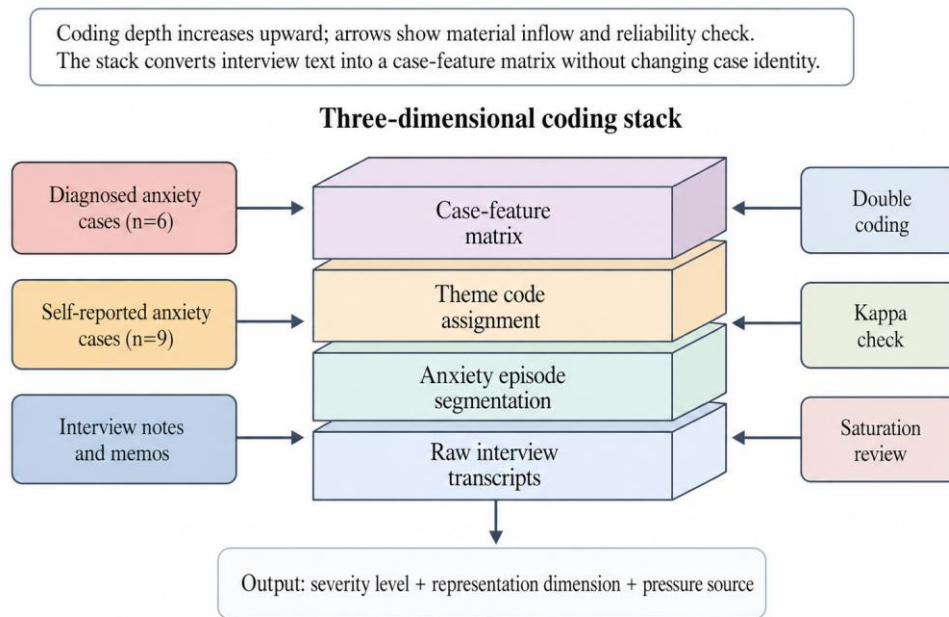 Coding depth increases upward; arrows show material inflow and reliability check.
The stack converts interview text into a case-feature matrix without changing case identity.
Three-dimensional coding stack
Diagnosed anxiety
cases (n=6)
Case-feature
matrix
Double
coding
Self-reported anxiety
cases (n=9)
Theme code
assignment
Kappa
check
Anxiety episode
segmentation
Interview notes
and memos
Raw interview
transcripts
Saturation
review
Output: severity level + representation dimension + pressure source